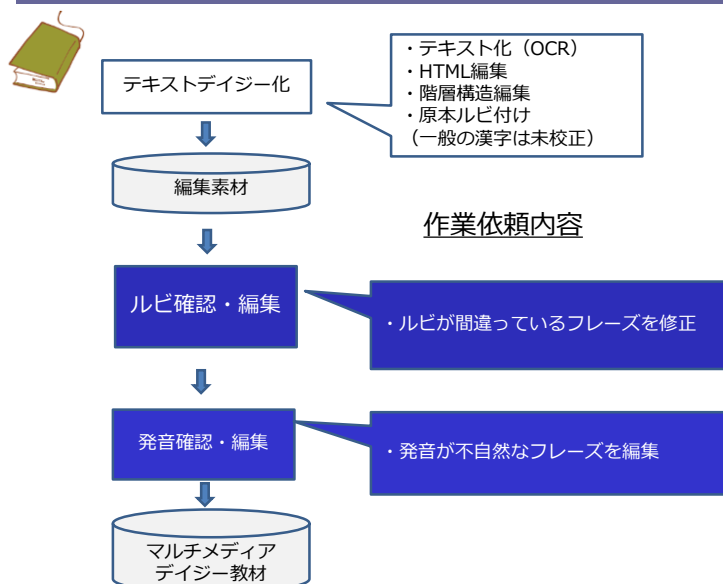 テキストデイジー化
・テキスト化（OCR）
・HTML編集
・階層構造編集
・原本ルビ付け
（一般の漢字は未校正）
編集素材
作業依頼内容
ルビ確認・編集
・ルビが間違っているフレーズを修正
発音確認・編集
・発音が不自然なフレーズを編集
マルチメディア
デイジー教材